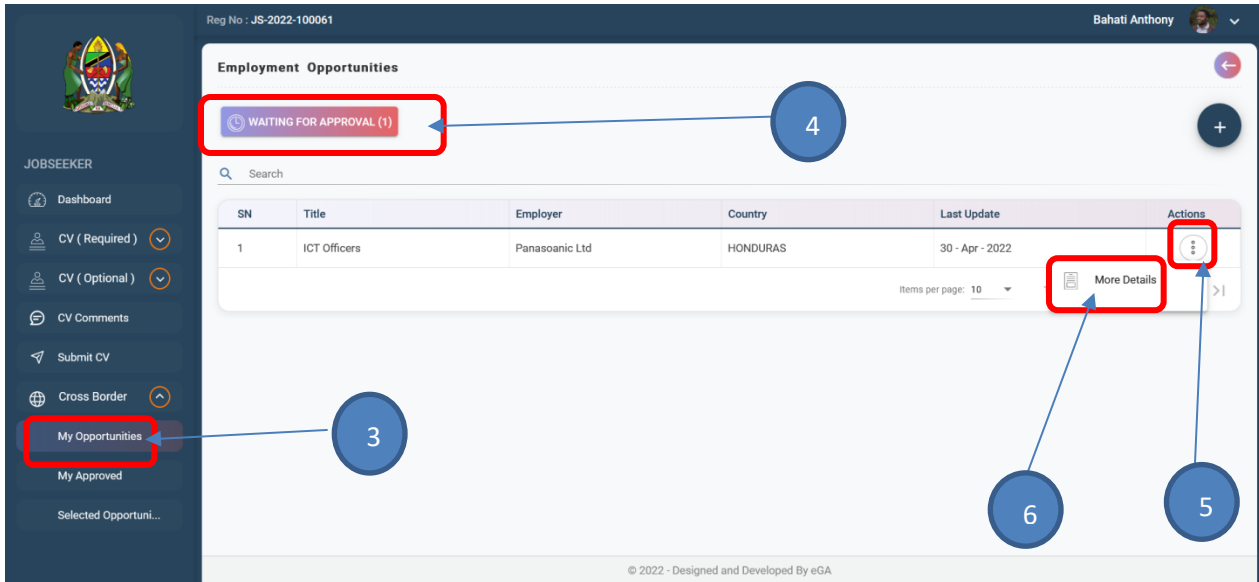 Reg No : JS-2022-100061
Bahati Anthony
Employment Opportunities
WAITING FOR APPROVAL (1)
4
+
JOBSEEKER
Search
Dashboard
SN Title Employer Country Last Update Actions
CV ( Required )
1 ICT Officers Panasoanic Ltd HONDURAS 30 - Apr - 2022
CV ( Optional )
More Details
Items per page: 10
CV Comments
Submit CV
Cross Border
My Opportunities
3
My Approved
Selected Opportuni...
6
5
© 2022 - Designed and Developed By eGA